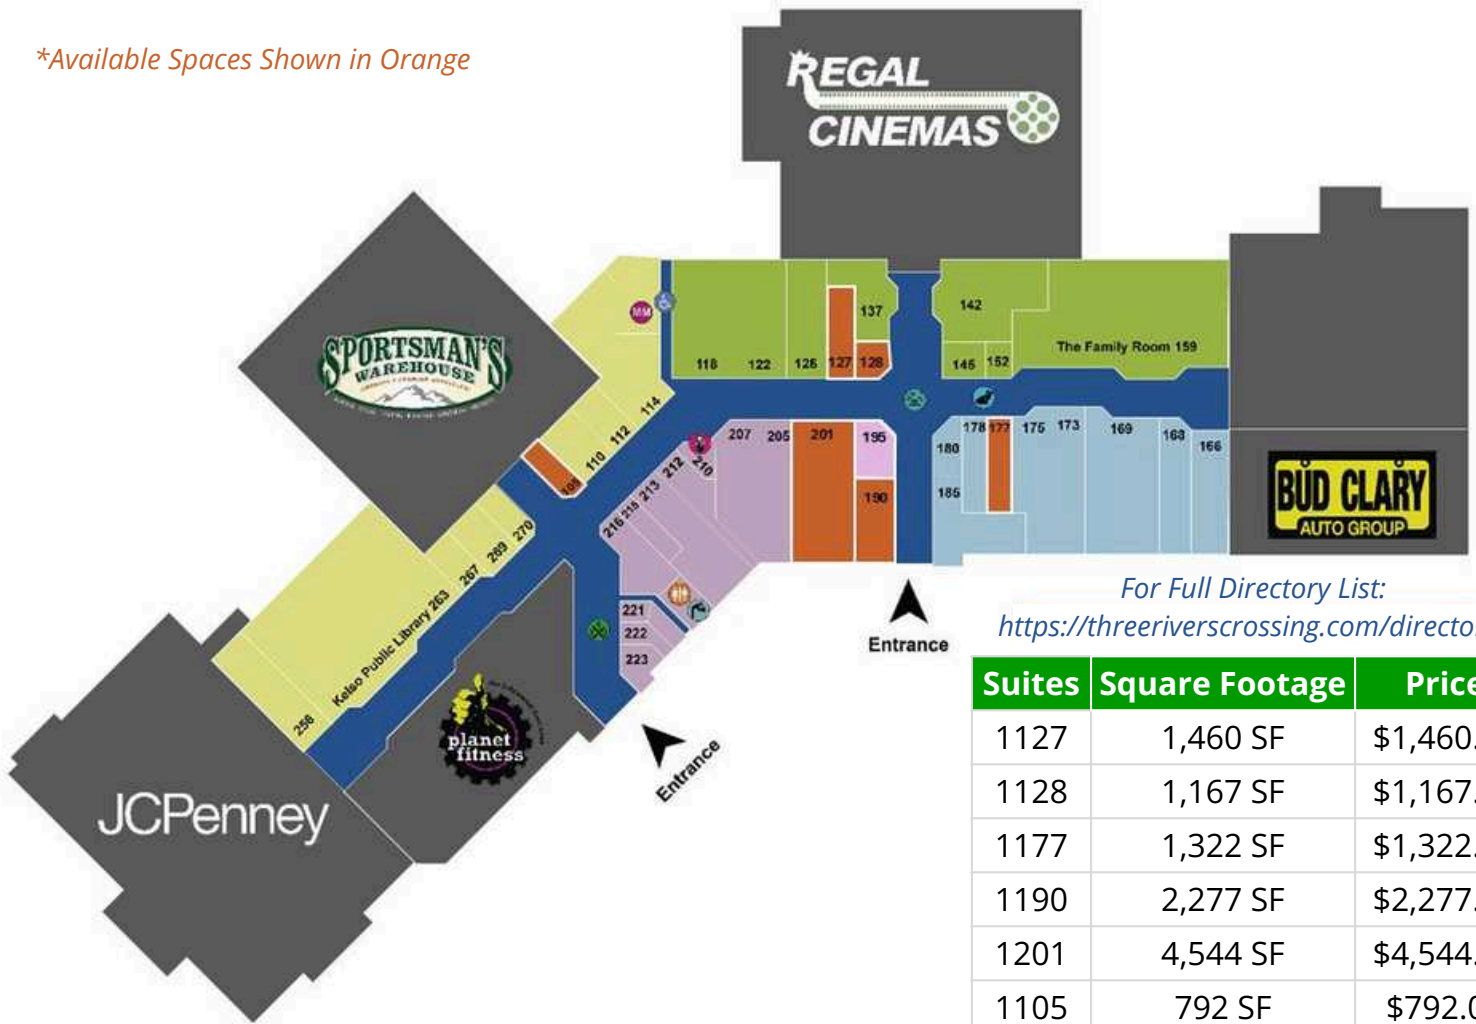 *Available Spaces Shown in Orange
REGAL
CINEMAS
SPORTSMAN'S
WAREHOUSE
MM
137
142
118
122
125
127
128
145
152
The Family Room 159
114
112
110
105
207
205
201
195
190
180
185
178
177
175
173
169
168
166
210
212
213
215
216
BUD CLARY
AUTO GROUP
270
269
267
Kelso Public Library 263
256
221
222
223
planet
fitness
JCPenney
Entrance
Entrance
For Full Directory List:
https://threeriverscrossing.com/directo
Suites Square Footage Price
1127 1,460 SF $1,460.
1128 1,167 SF $1,167.
1177 1,322 SF $1,322.
1190 2,277 SF $2,277.
1201 4,544 SF $4,544.
1105 792 SF $792.0